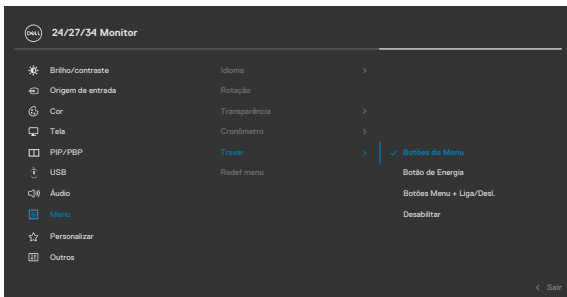 DELL 24/27/34 Monitor
Brilho/contraste
Origem de entrada
Cor
Tela
PIP/PBP
USB
Áudio
Menu
Personalizar
Outros
Idioma
Rotação
Transparência
Cronômetro
Travar
Redef menu
Botões do Menu
Botão de Energia
Botões Menu + Liga/Desl.
Desabilitar
Sair